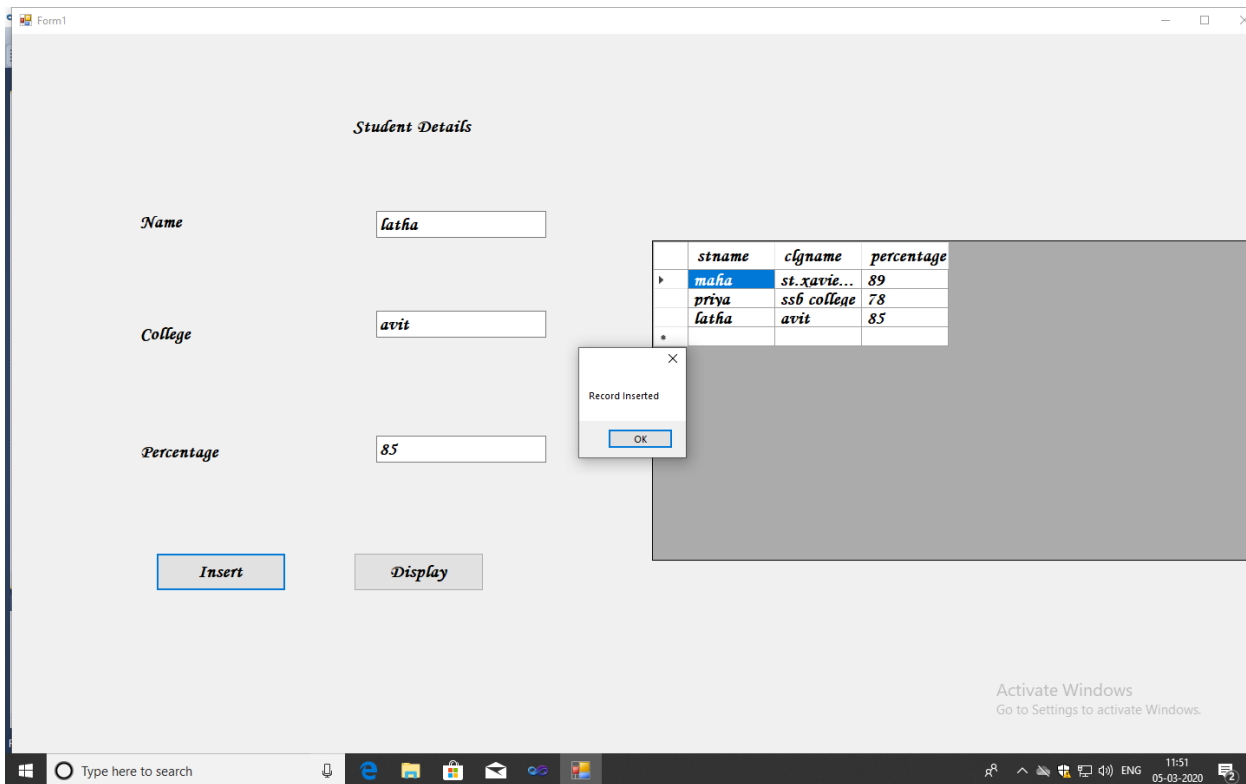 Form1
Student Details
Name
latha
College
avit
Percentage
85
Insert
Display
stname clgname percentage
maha st.xavie... 89
priya ssb college 78
latha avit 85
Record Inserted
OK
Activate Windows
Go to Settings to activate Windows.
Type here to search
ENG
11:51
05-03-2020
2